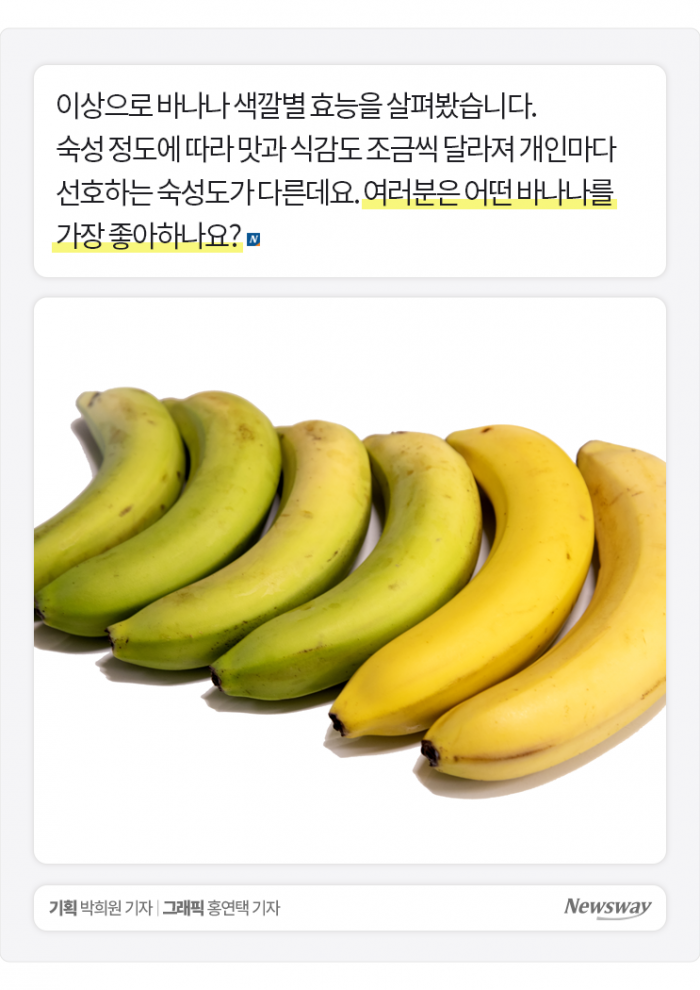 이상으로 바나나 색깔별 효능을 살펴봤습니다.
숙성 정도에 따라 맛과 식감도 조금씩 달라져 개인마다
선호하는 숙성도가 다른데요. 여러분은 어떤 바나나를
가장 좋아하나요? N
기획 박희원 기자 | 그래픽 홍연택 기자
Newsway